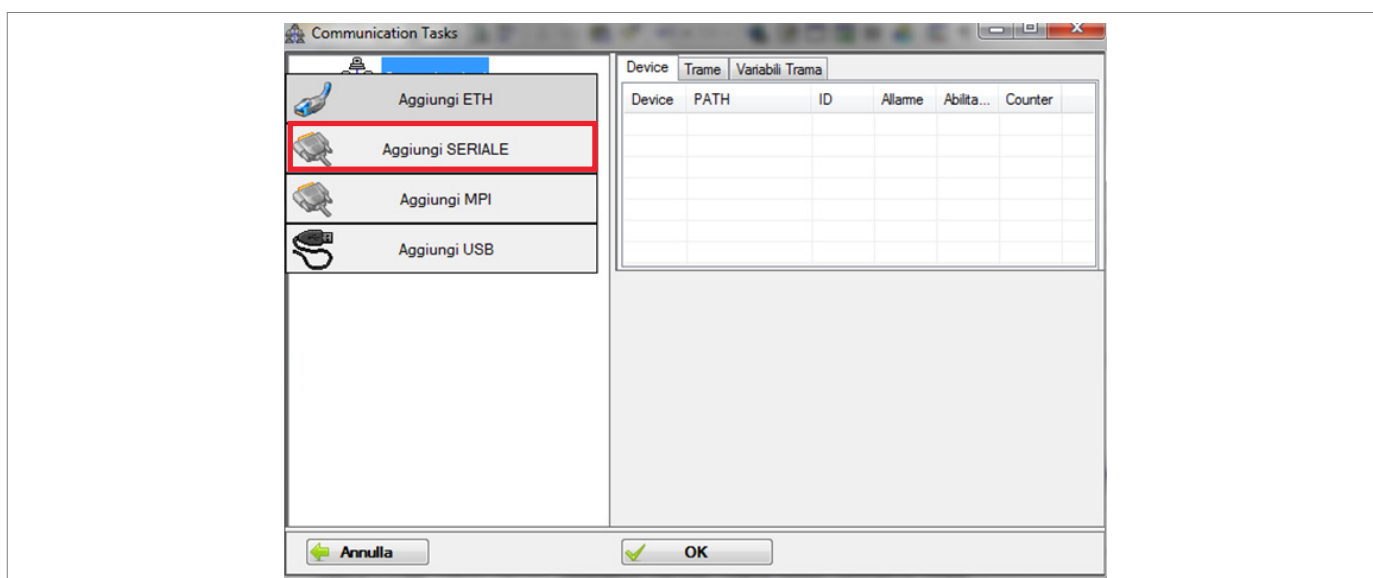 Communication Tasks
Device Trame Variabili Trama
Device PATH ID Allarme Abilita... Counter
Aggiungi ETH
Aggiungi SERIALE
Aggiungi MPI
Aggiungi USB
Annulla OK